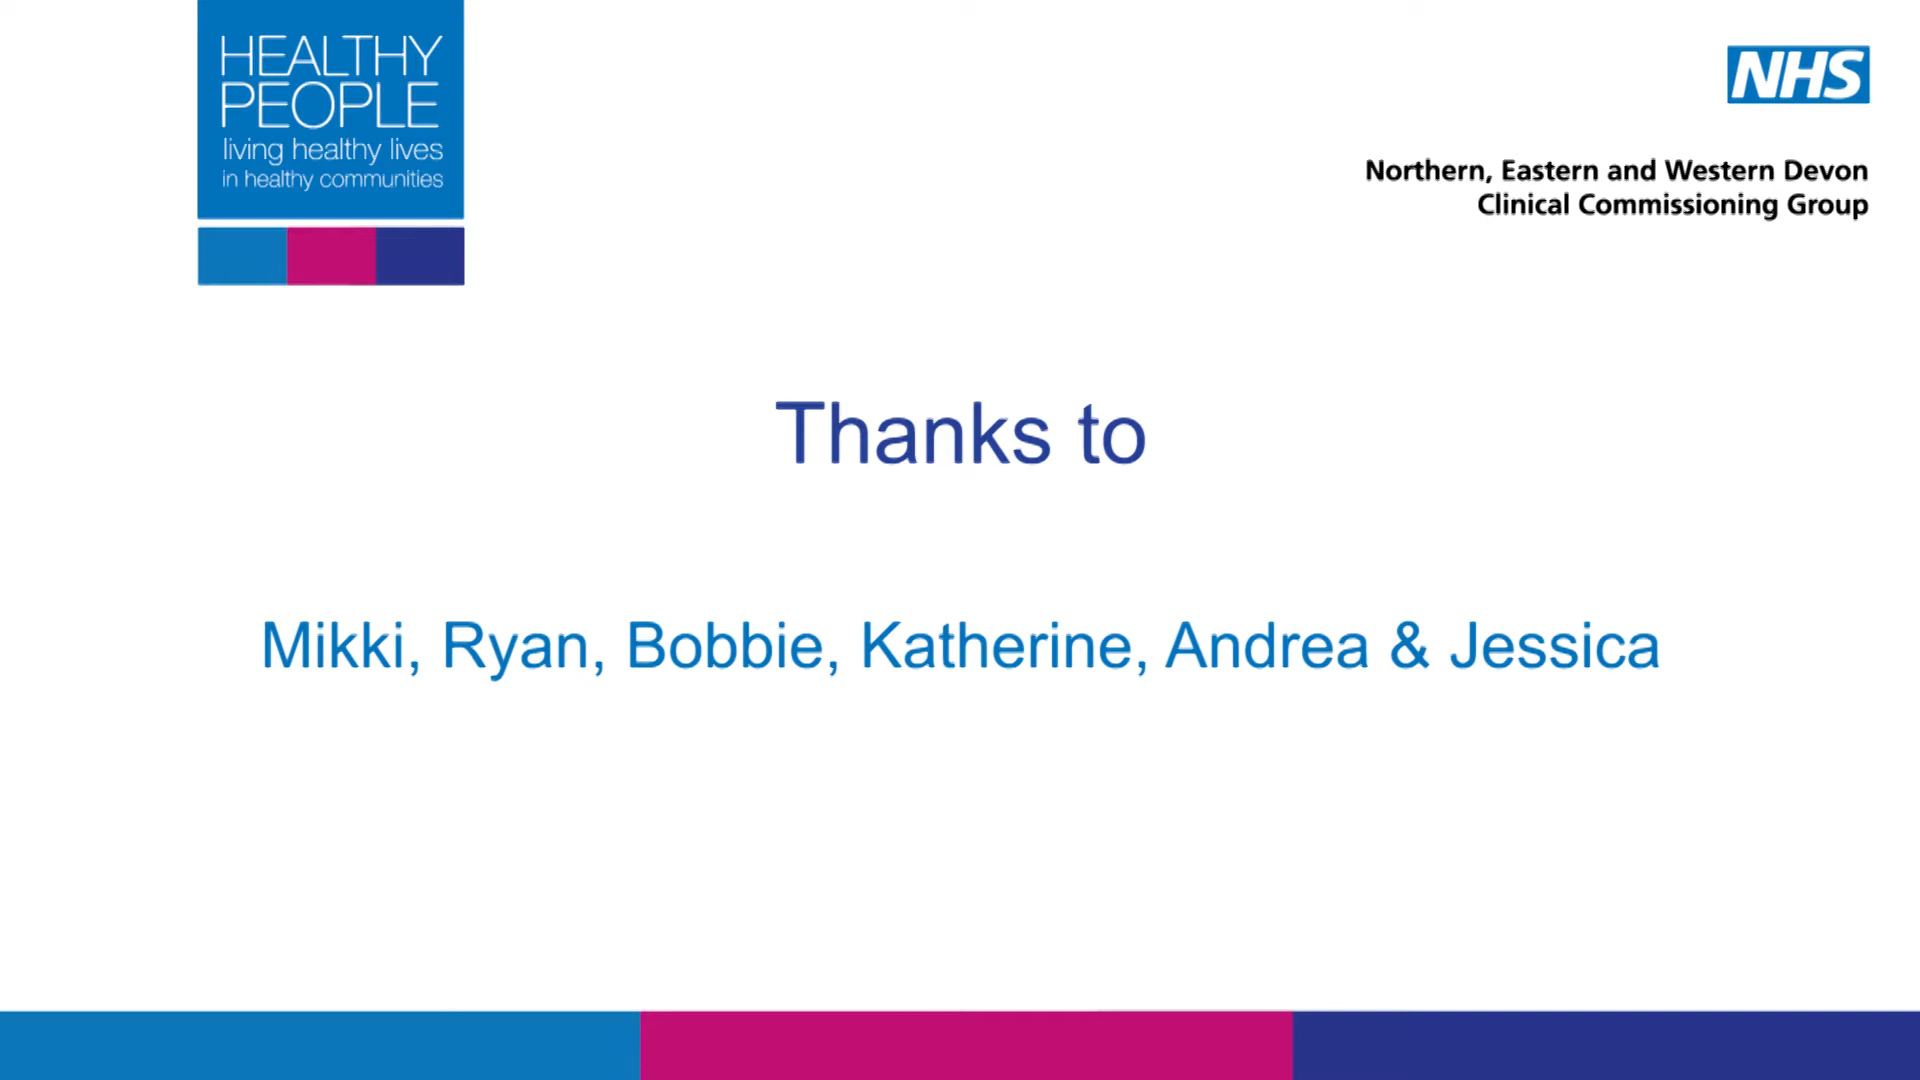 HEALTHY
PEOPLE
living healthy lives
in healthy communities
NHS
Northern, Eastern and Western Devon
Clinical Commissioning Group
Thanks to
Mikki, Ryan, Bobbie, Katherine, Andrea & Jessica